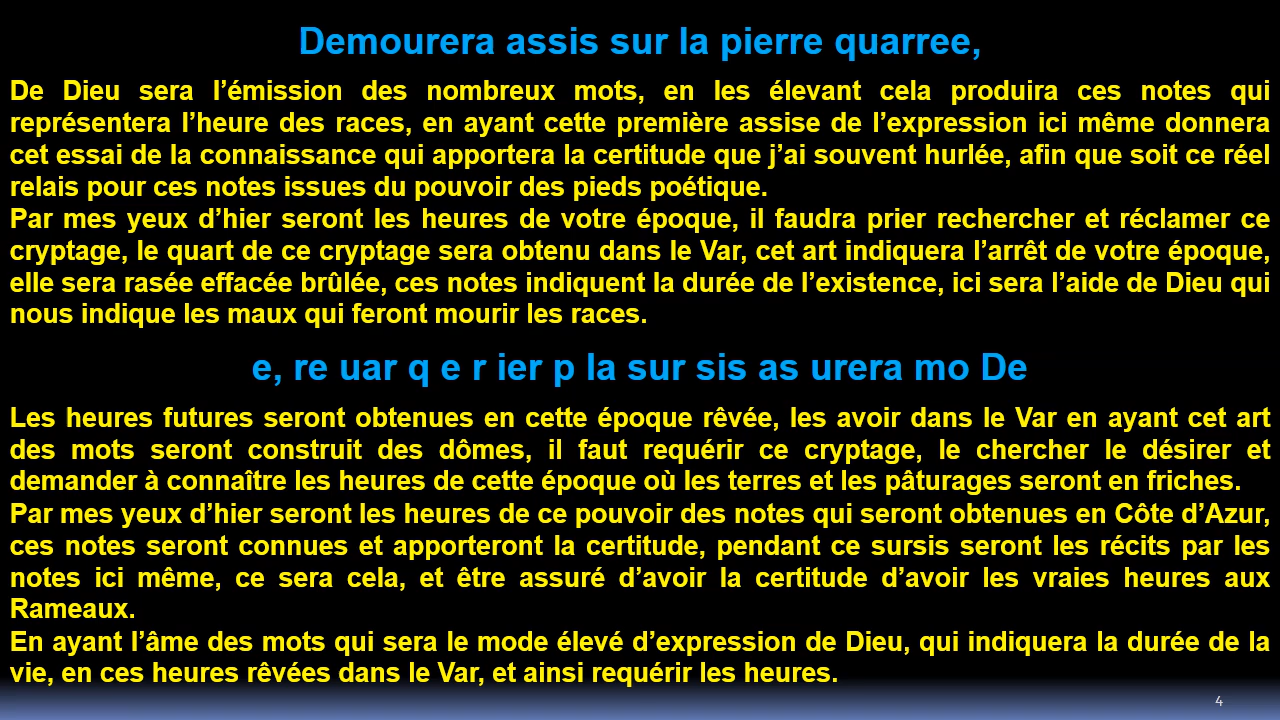 Demourera assis sur la pierre quarree,
De Dieu sera l’émission des nombreux mots, en les élevant cela produira ces notes qui
représentera l’heure des races, en ayant cette première assise de l’expression ici même donnera
cet essai de la connaissance qui apportera la certitude que j’ai souvent hurlée, afin que soit ce réel
relais pour ces notes issues du pouvoir des pieds poétique.
Par mes yeux d’hier seront les heures de votre époque, il faudra prier rechercher et réclamer ce
cryptage, le quart de ce cryptage sera obtenu dans le Var, cet art indiquera l’arrêt de votre époque,
elle sera rasée effacée brûlée, ces notes indiquent la durée de l’existence, ici sera l’aide de Dieu qui
nous indique les maux qui feront mourir les races.
e, re uar q e r ier p la sur sis as urera mo De
Les heures futures seront obtenues en cette époque rêvée, les avoir dans le Var en ayant cet art
des mots seront construit des dômes, il faut requérir ce cryptage, le chercher le désirer et
demander à connaître les heures de cette époque où les terres et les pâturages seront en friches.
Par mes yeux d’hier seront les heures de ce pouvoir des notes qui seront obtenues en Côte d’Azur,
ces notes seront connues et apporteront la certitude, pendant ce sursis seront les récits par les
notes ici même, ce sera cela, et être assuré d’avoir la certitude d’avoir les vraies heures aux
Rameaux.
En ayant l’âme des mots qui sera le mode élevé d’expression de Dieu, qui indiquera la durée de la
vie, en ces heures rêvées dans le Var, et ainsi requérir les heures.
4